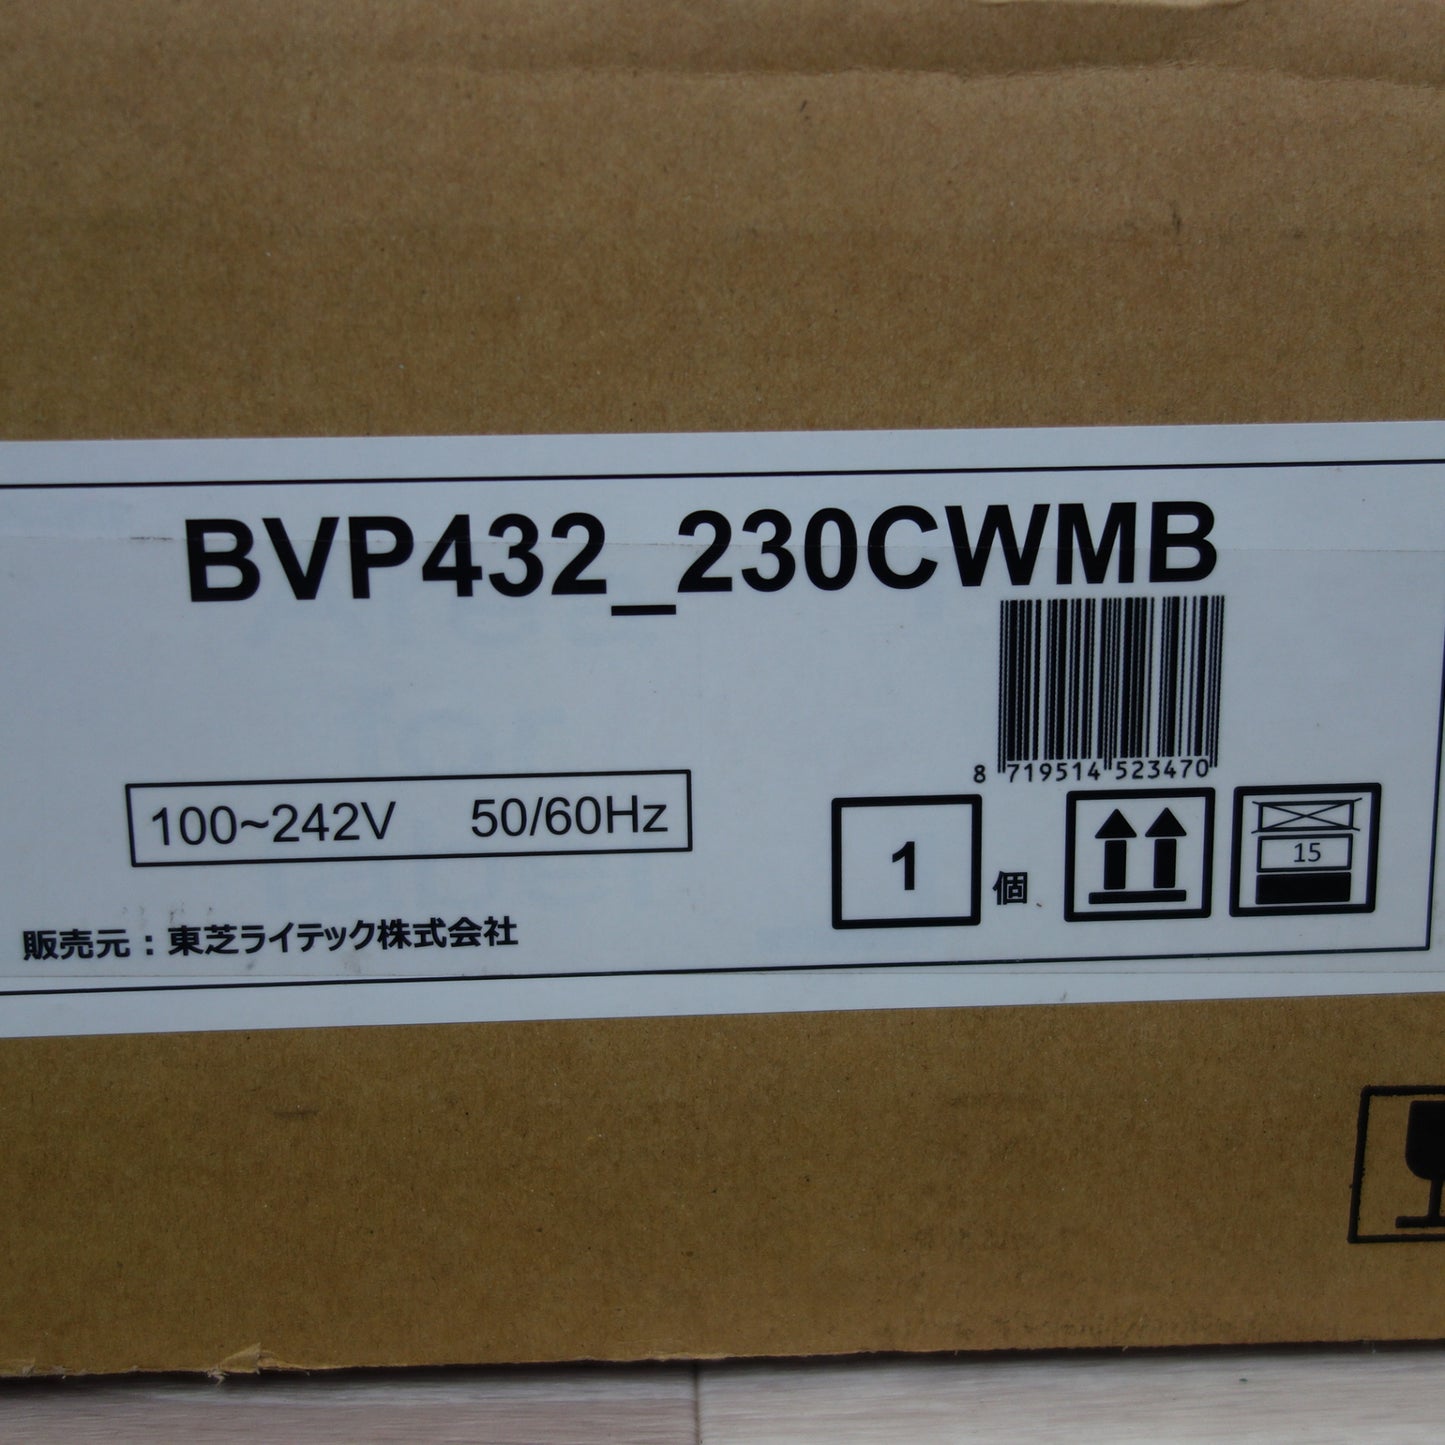 BVP432_230CWMB
8 719514 523470
100~242V 50/60Hz
1 個
15
販売元：東芝ライテック株式会社